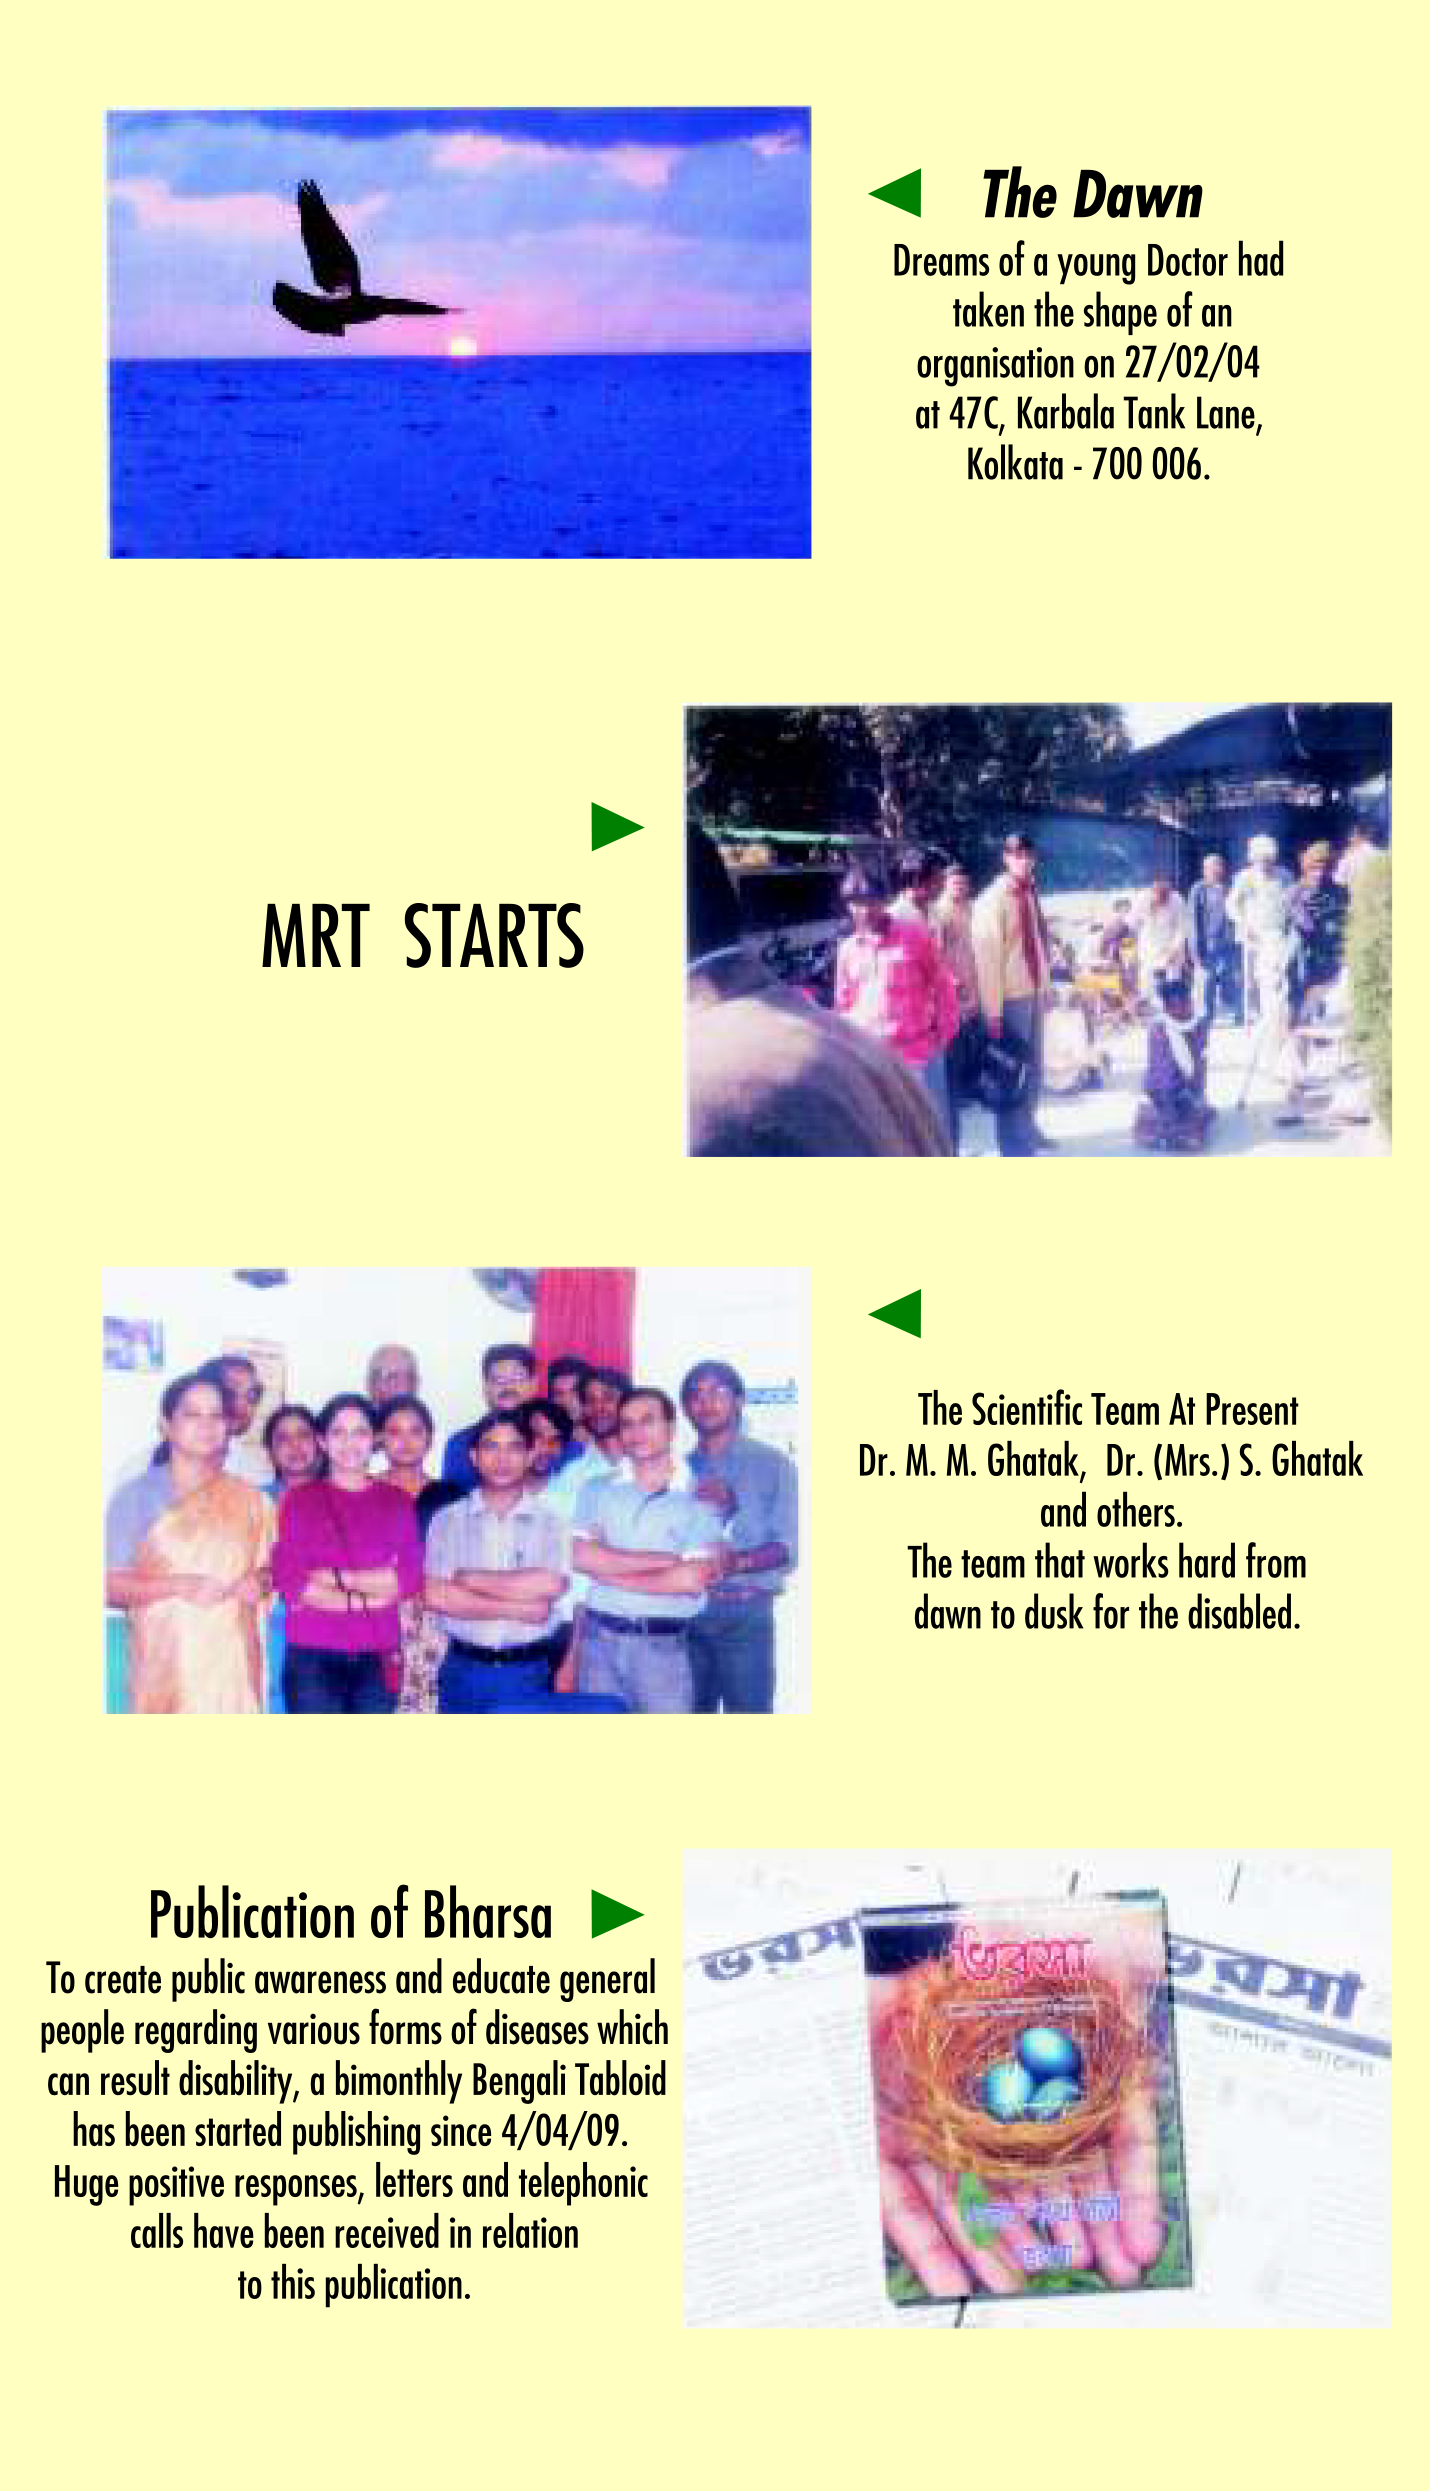 The Dawn
Dreams of a young Doctor had
taken the shape of an
organisation on 27/02/04
at 47C, Karbala Tank Lane,
Kolkata - 700 006.
MRT STARTS
The Scientific Team At Present
Dr. M. M. Ghatak, Dr. (Mrs.) S. Ghatak
and others.
The team that works hard from
dawn to dusk for the disabled.
Publication of Bharsa
To create public awareness and educate general
people regarding various forms of diseases which
can result disability, a bimonthly Bengali Tabloid
has been started publishing since 4/04/09.
Huge positive responses, letters and telephonic
calls have been received in relation
to this publication.
ভরসা